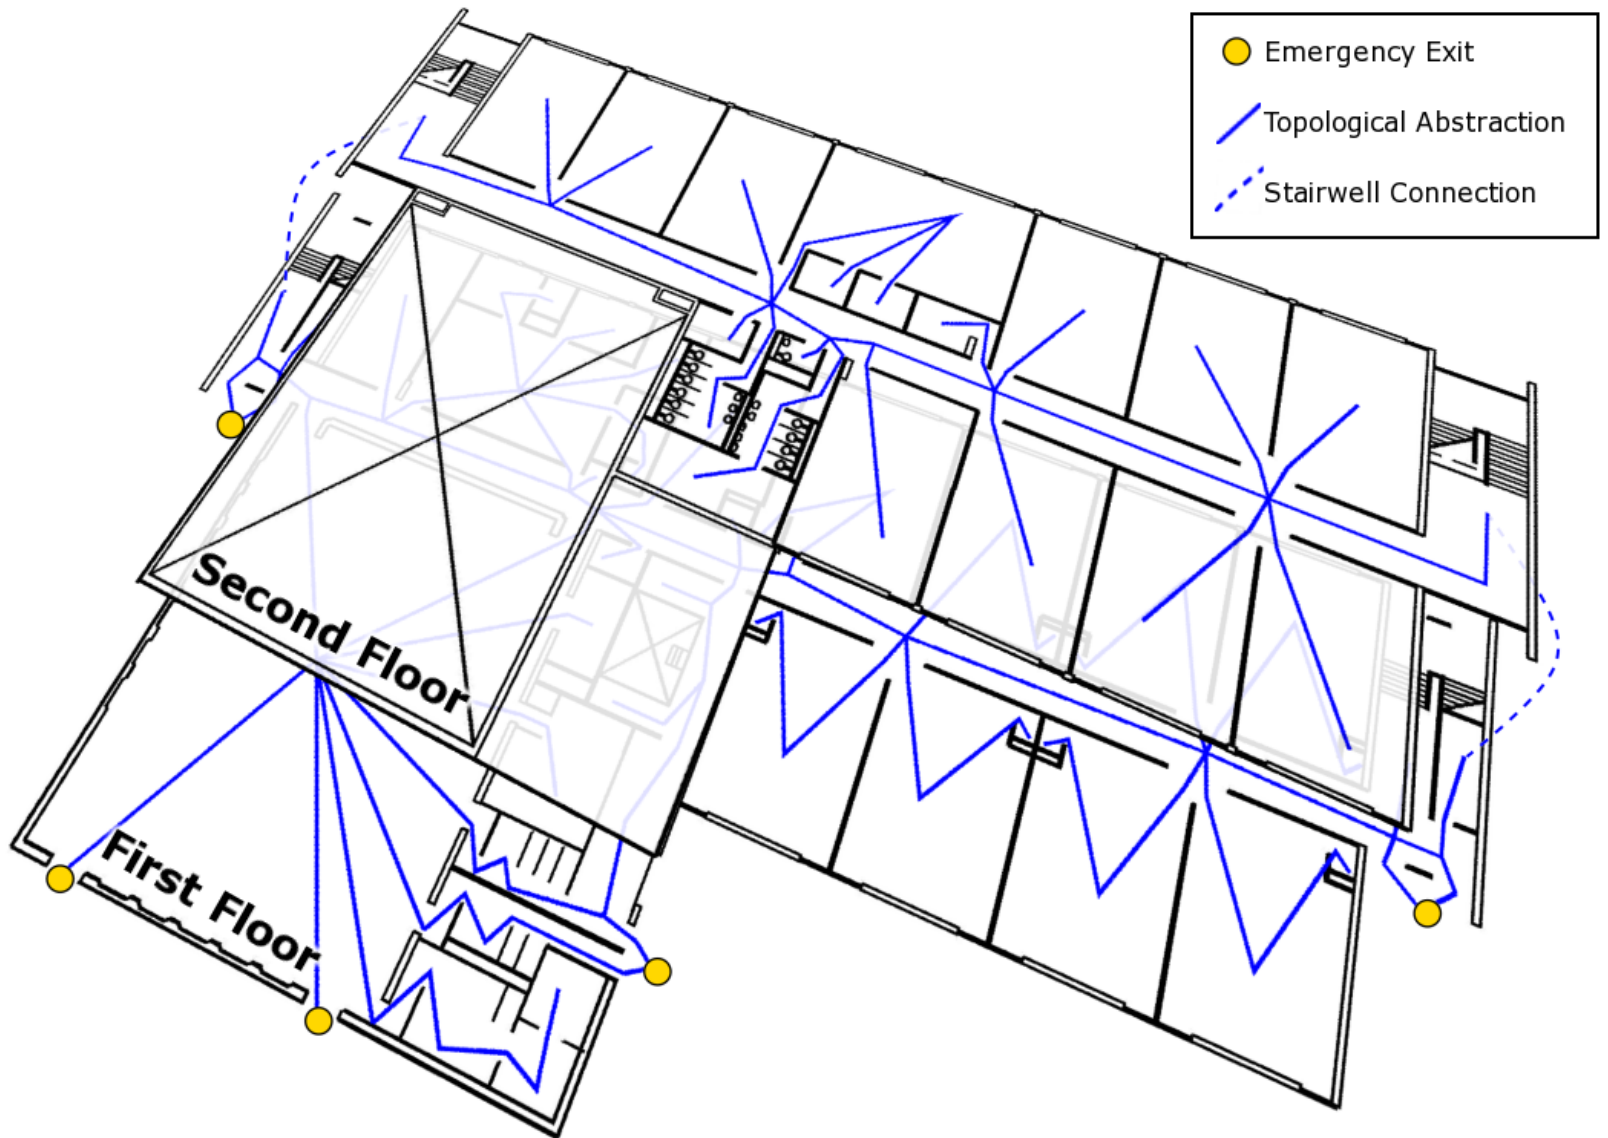 Emergency Exit
Topological Abstraction
Stairwell Connection
Second Floor
First Floor